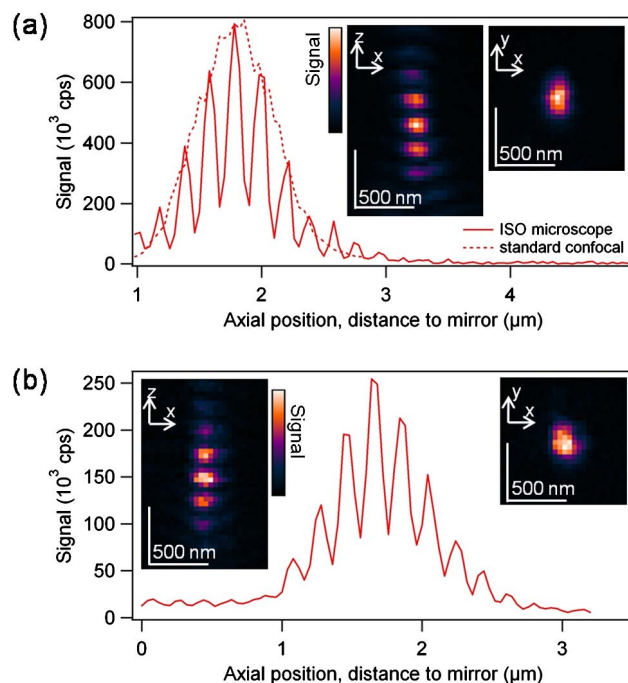 (a)
800
600
400
200
0
Signal (10³ cps)
Signal
z
x
500 nm
y
x
500 nm
ISO microscope
standard confocal
1
2
3
4
Axial position, distance to mirror (µm)
(b)
250
200
150
100
50
0
Signal (10³ cps)
z
x
500 nm
Signal
y
x
500 nm
0
1
2
3
Axial position, distance to mirror (µm)